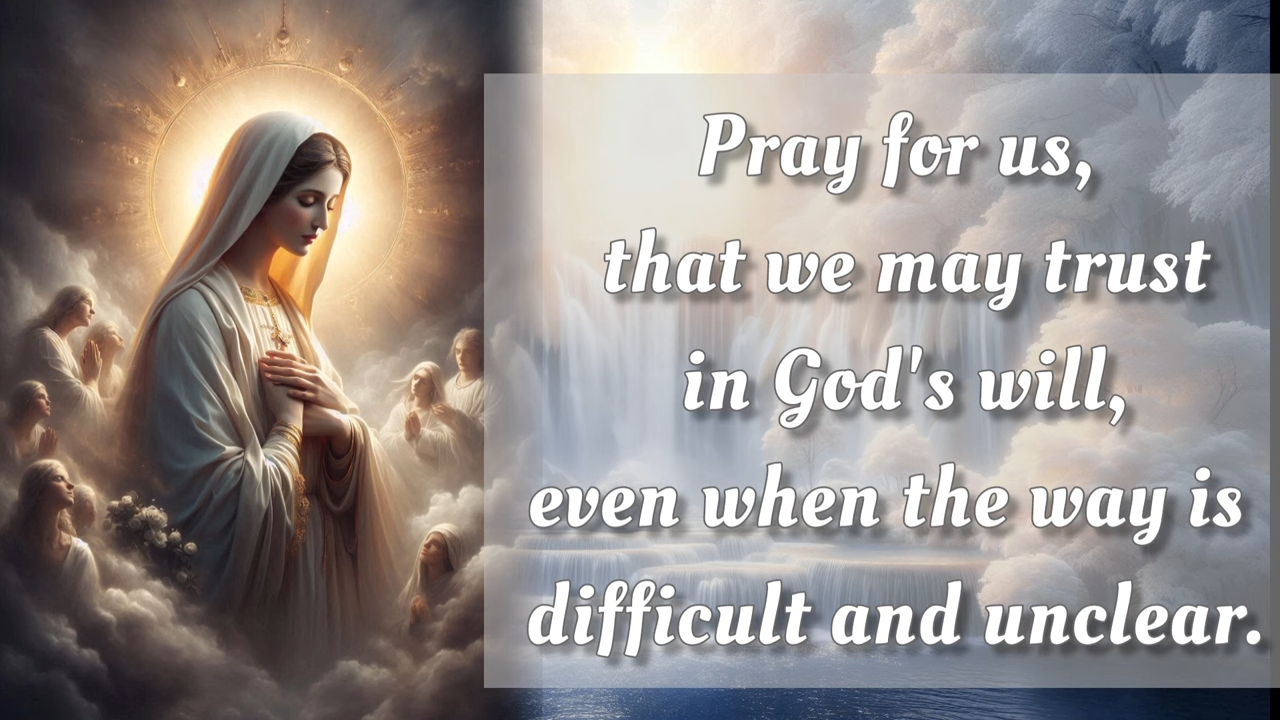 Pray for us,
that we may trust
in God's will,
even when the way is
difficult and unclear.